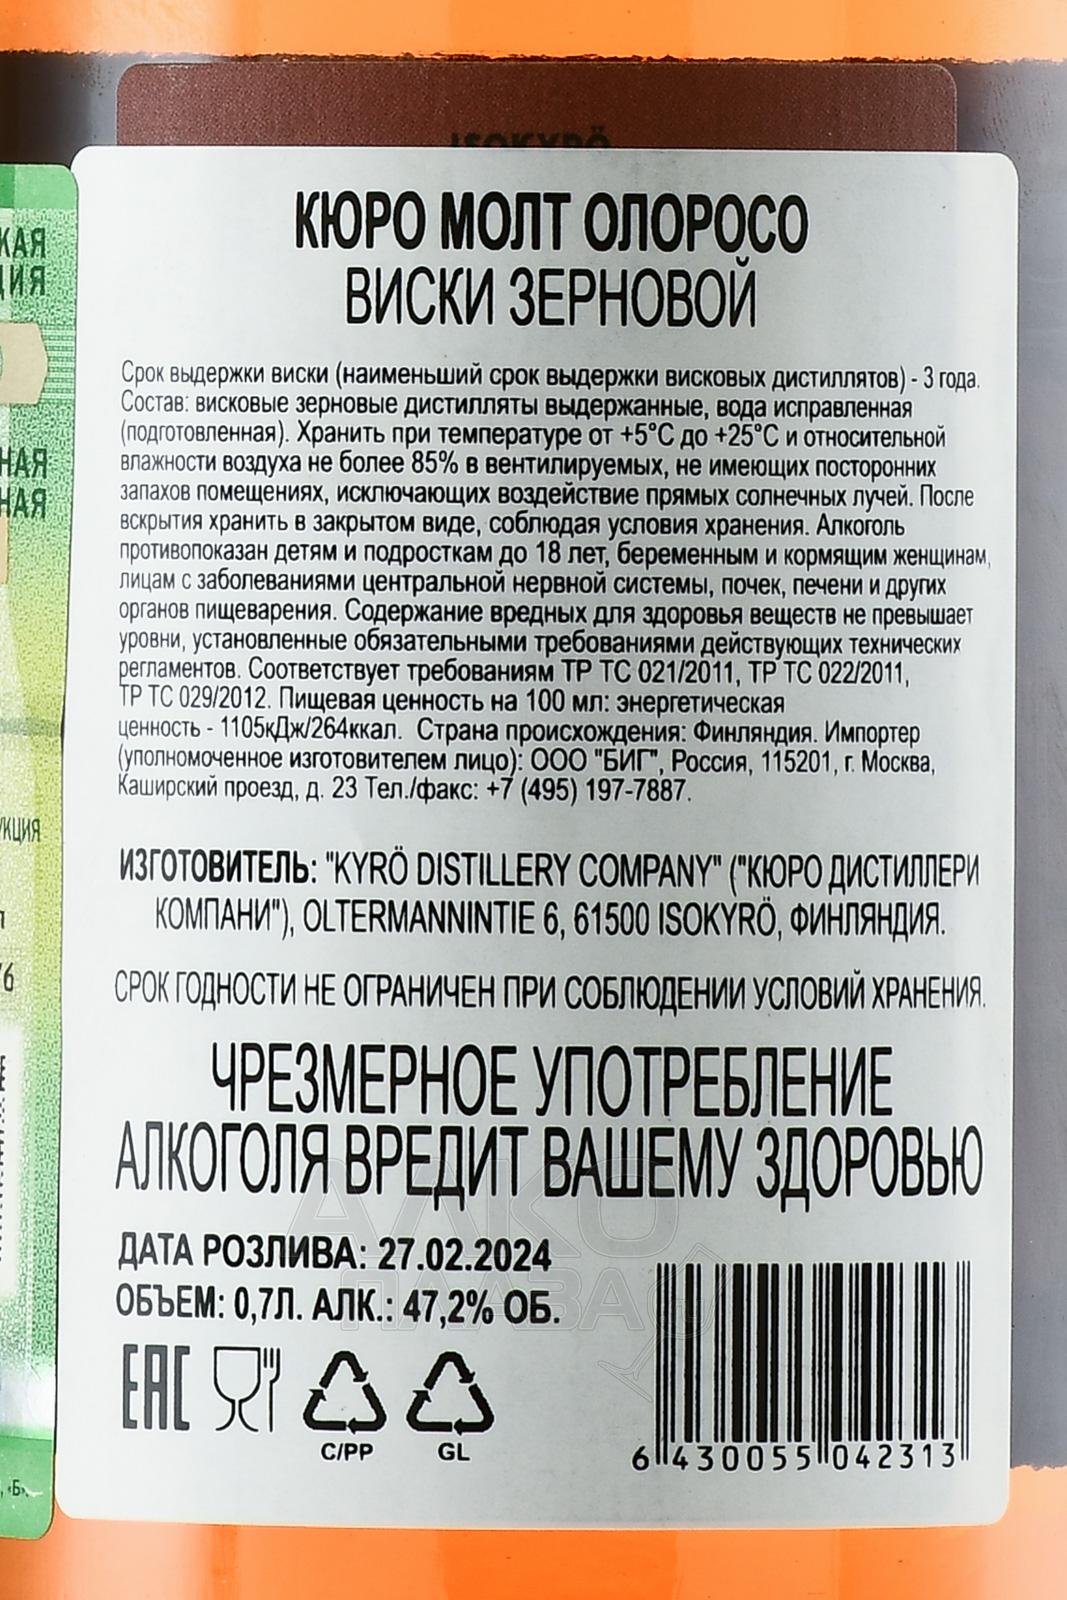 КАЯ
ЦИЯ
НАЯ
НАЯ
УКЦИЯ
ISOKYRÖ
КЮРО МОЛТ ОЛОРОСО
ВИСКИ ЗЕРНОВОЙ
Срок выдержки виски (наименьший срок выдержки висковых дистиллятов) - 3 года.
Состав: висковые зерновые дистилляты выдержанные, вода исправленная
(подготовленная). Хранить при температуре от +5°C до +25°C и относительной
влажности воздуха не более 85% в вентилируемых, не имеющих посторонних
запахов помещениях, исключающих воздействие прямых солнечных лучей. После
вскрытия хранить в закрытом виде, соблюдая условия хранения. Алкоголь
противопоказан детям и подросткам до 18 лет, беременным и кормящим женщинам,
лицам с заболеваниями центральной нервной системы, почек, печени и других
органов пищеварения. Содержание вредных для здоровья веществ не превышает
уровни, установленные обязательными требованиями действующих технических
регламентов. Соответствует требованиям ТР ТС 021/2011, ТР ТС 022/2011,
ТР ТС 029/2012. Пищевая ценность на 100 мл: энергетическая
ценность - 1105кДж/264ккал. Страна происхождения: Финляндия. Импортер
(уполномоченное изготовителем лицо): ООО "БИГ", Россия, 115201, г. Москва,
Каширский проезд, д. 23 Тел./факс: +7 (495) 197-7887.
ИЗГОТОВИТЕЛЬ: "KYRÖ DISTILLERY COMPANY" ("КЮРО ДИСТИЛЛЕРИ
КОМПАНИ"), OLTERMANNINTIE 6, 61500 ISOKYRÖ, ФИНЛЯНДИЯ.
СРОК ГОДНОСТИ НЕ ОГРАНИЧЕН ПРИ СОБЛЮДЕНИИ УСЛОВИЙ ХРАНЕНИЯ.
ЧРЕЗМЕРНОЕ УПОТРЕБЛЕНИЕ
АЛКОГОЛЯ ВРЕДИТ ВАШЕМУ ЗДОРОВЬЮ
ДАТА РОЗЛИВА: 27.02.2024
ОБЪЕМ: 0,7Л. АЛК.: 47,2% ОБ.
EAC
C/PP
GL
6 430055 042313
АЛКО
ПЛАЗА